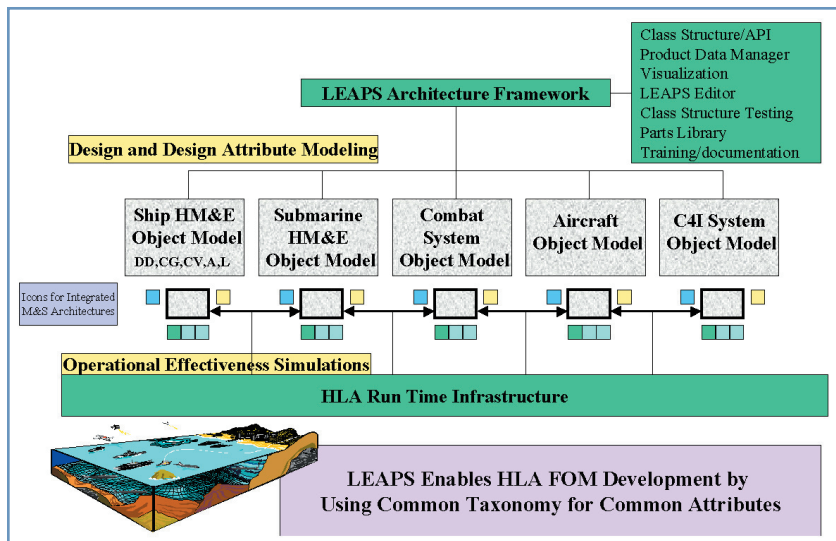 Class Structure/API
Product Data Manager
Visualization
LEAPS Editor
Class Structure Testing
Parts Library
Training/documentation
LEAPS Architecture Framework
Design and Design Attribute Modeling
Ship HM&E
Object Model
DD,CG,CV,A,L
Submarine
HM&E
Object Model
Combat
System
Object Model
Aircraft
Object Model
C4I System
Object Model
Icons for Integrated
M&S Architectures
Operational Effectiveness Simulations
HLA Run Time Infrastructure
LEAPS Enables HLA FOM Development by
Using Common Taxonomy for Common Attributes